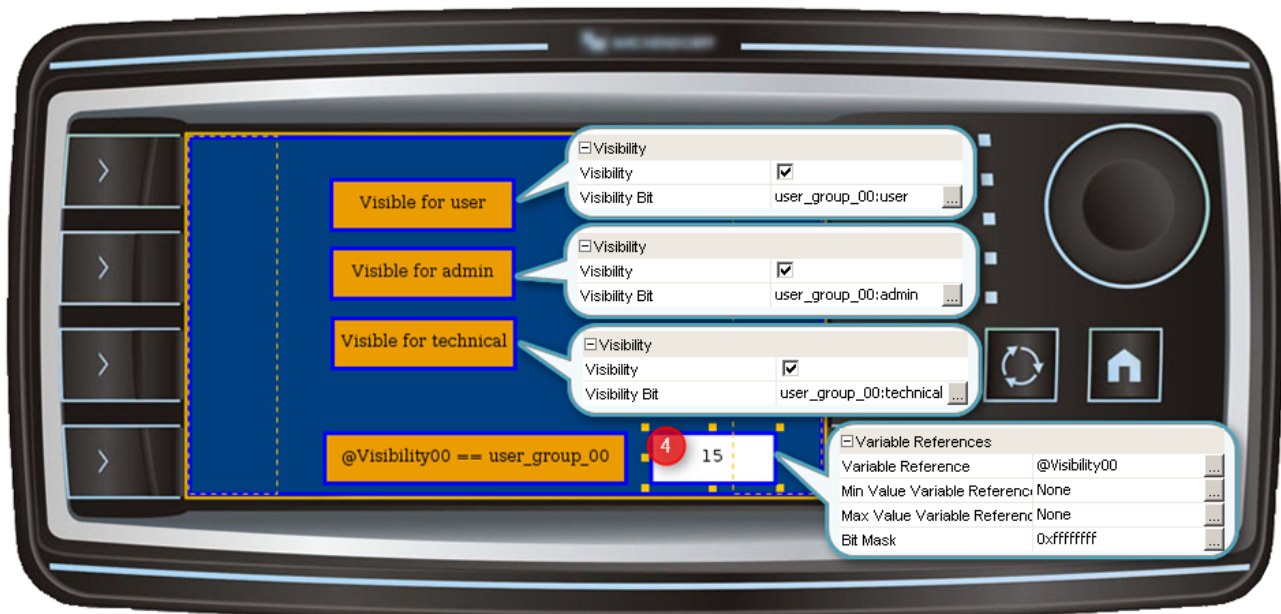 Visibility
Visibility
Visibility Bit user_group_00:user ...
Visible for user
Visibility
Visibility
Visibility Bit user_group_00:admin ...
Visible for admin
Visibility
Visibility
Visibility Bit user_group_00:technical ...
Visible for technical
@Visibility00 == user_group_00
4
15
Variable References
Variable Reference @Visibility00 ...
Min Value Variable Referenc None ...
Max Value Variable Referenc None ...
Bit Mask 0xffffffff ...